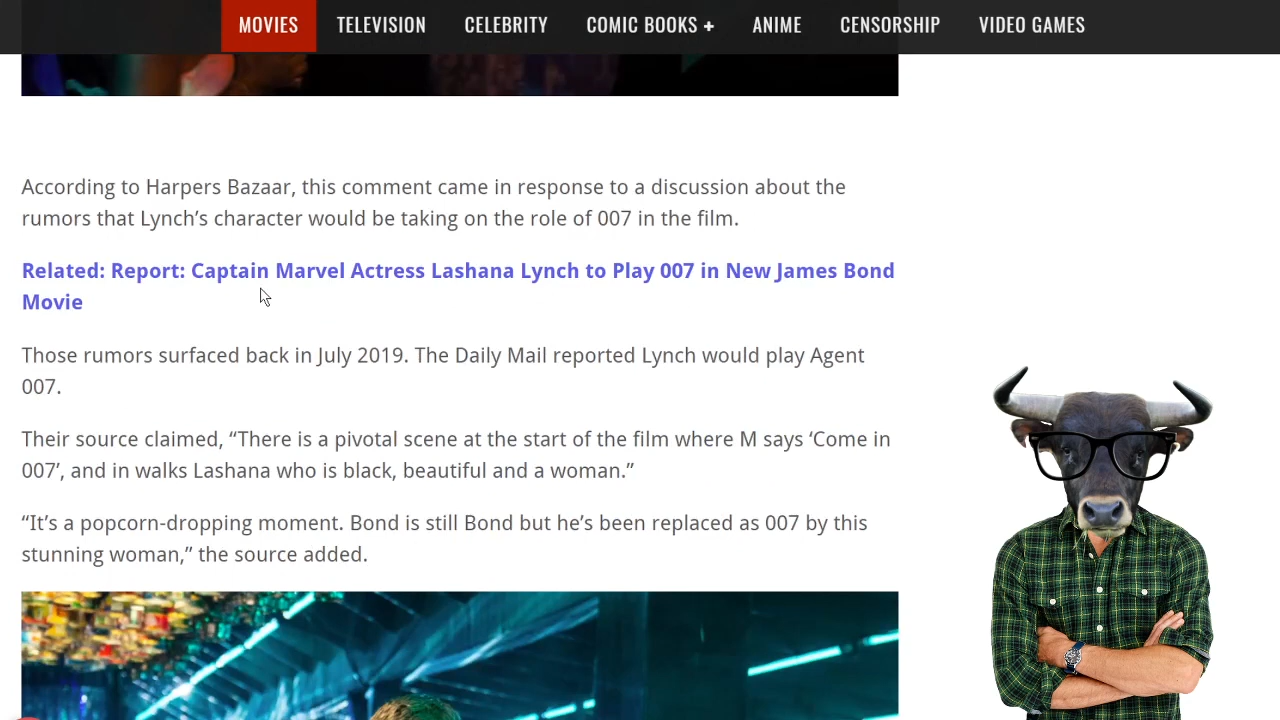 MOVIES TELEVISION CELEBRITY COMIC BOOKS + ANIME CENSORSHIP VIDEO GAMES
According to Harpers Bazaar, this comment came in response to a discussion about the
rumors that Lynch’s character would be taking on the role of 007 in the film.
Related: Report: Captain Marvel Actress Lashana Lynch to Play 007 in New James Bond
Movie
Those rumors surfaced back in July 2019. The Daily Mail reported Lynch would play Agent
007.
Their source claimed, “There is a pivotal scene at the start of the film where M says ‘Come in
007’, and in walks Lashana who is black, beautiful and a woman.”
“It’s a popcorn-dropping moment. Bond is still Bond but he’s been replaced as 007 by this
stunning woman,” the source added.